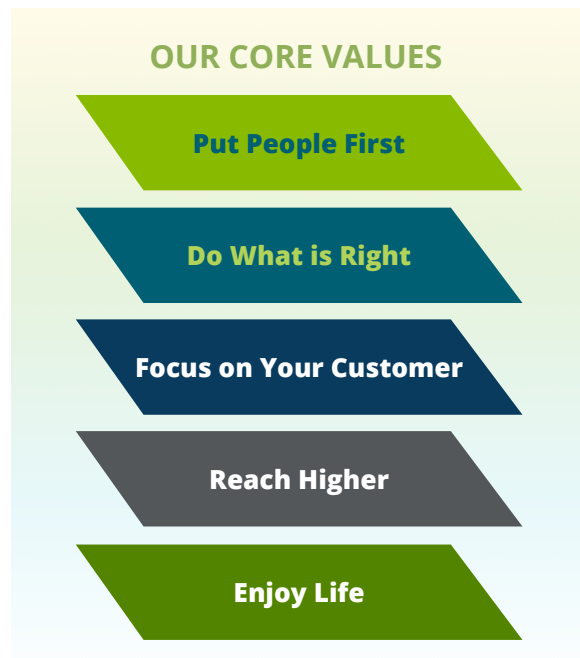 OUR CORE VALUES
Put People First
Do What is Right
Focus on Your Customer
Reach Higher
Enjoy Life